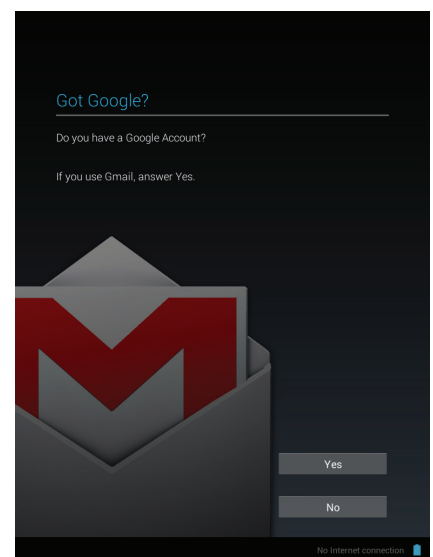 Got Google?
Do you have a Google Account?
If you use Gmail, answer Yes.
Yes
No
No Internet connection